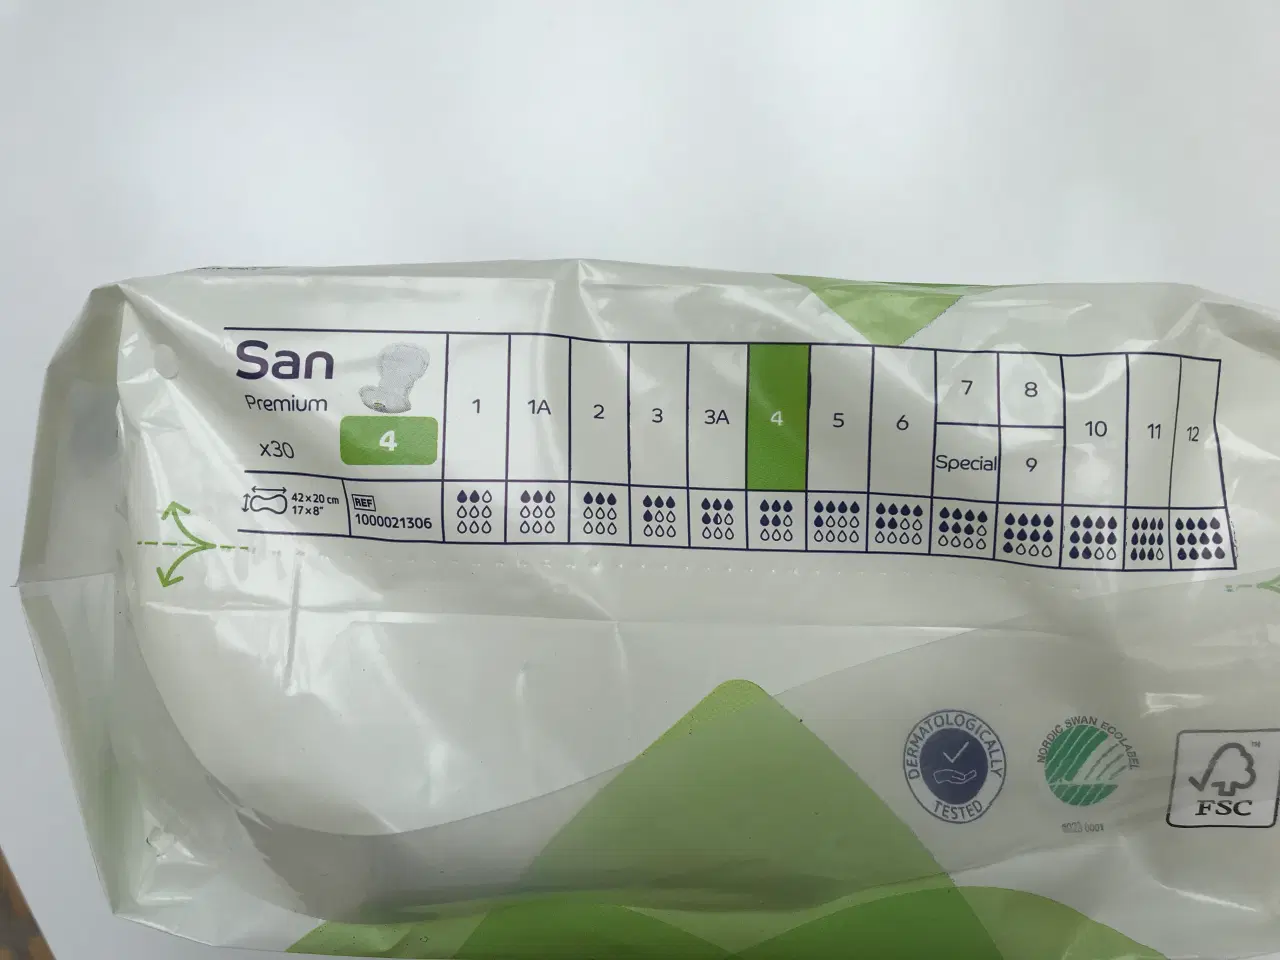 San
Premium
x30
4
1 1A 2 3 3A 4 5 6 7 8 10 11 12
Special 9
42 x 20 cm
17 x 8"
REF
1000021306
DERMATOLOGICALLY
TESTED
NORDIC SWAN ECOLABEL
FSC
™